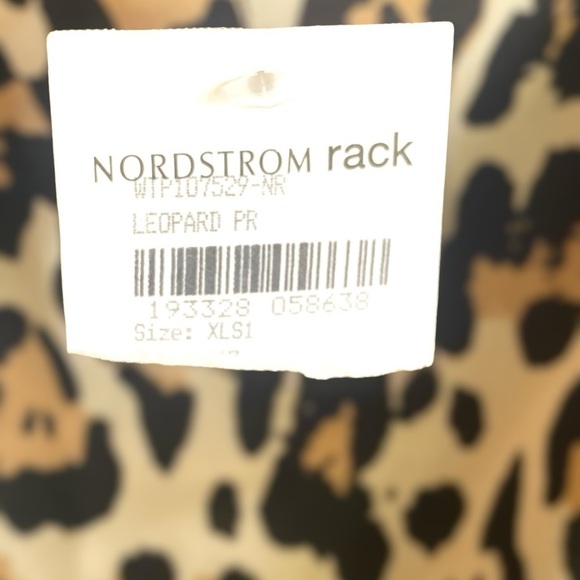 NORDSTROM rack
WTP107529-NR
LEOPARD PR
193328 058638
Size: XLS1